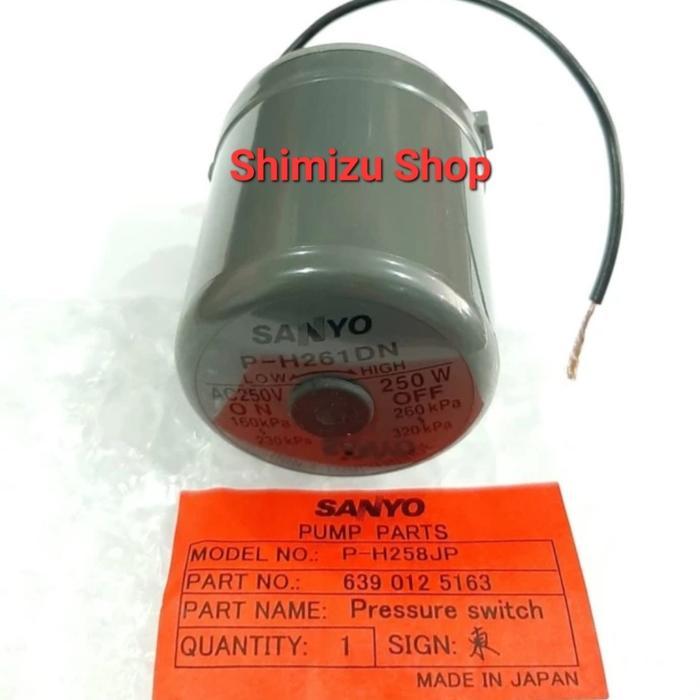 Shimizu Shop
SANYO
P-H261DN
LOW HIGH
AC250V 250W
ON OFF
160kPa 260kPa
230kPa 320kPa
SANYO
PUMP PARTS
MODEL NO.: P-H258JP
PART NO.: 639 012 5163
PART NAME: Pressure switch
QUANTITY: 1 SIGN: 東
MADE IN JAPAN